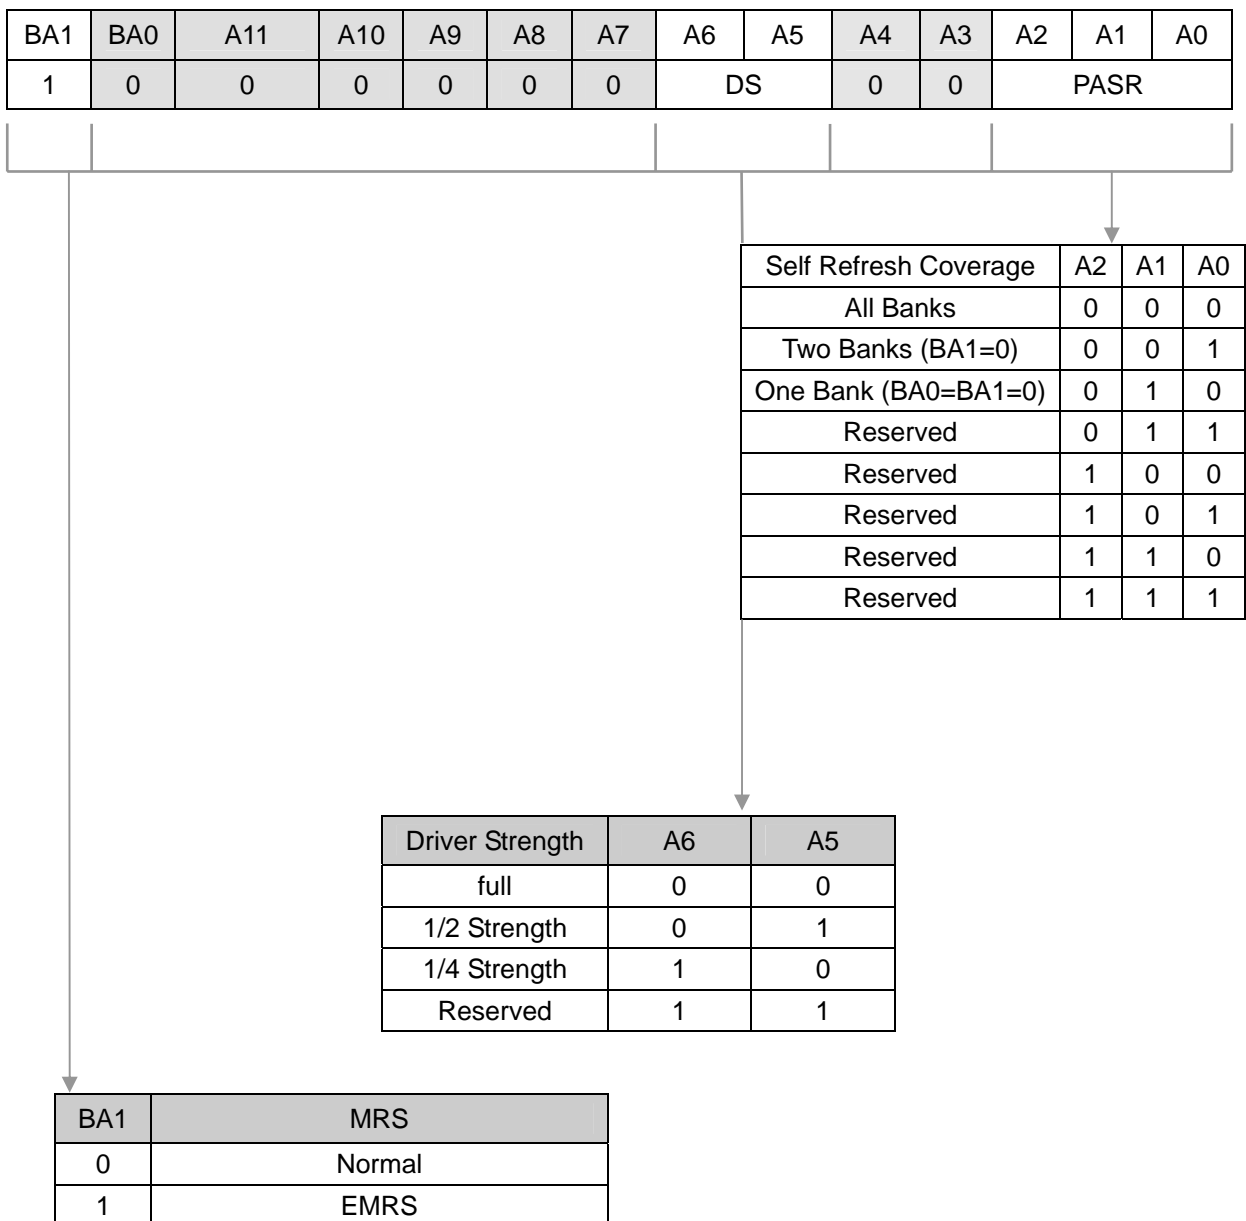 BA1 BA0 A11 A10 A9 A8 A7 A6 A5 A4 A3 A2 A1 A0
1 0 0 0 0 0 0 DS 0 0 PASR
Self Refresh Coverage A2 A1 A0
All Banks 0 0 0
Two Banks (BA1=0) 0 0 1
One Bank (BA0=BA1=0) 0 1 0
Reserved 0 1 1
Reserved 1 0 0
Reserved 1 0 1
Reserved 1 1 0
Reserved 1 1 1
Driver Strength A6 A5
full 0 0
1/2 Strength 0 1
1/4 Strength 1 0
Reserved 1 1
BA1 MRS
0 Normal
1 EMRS